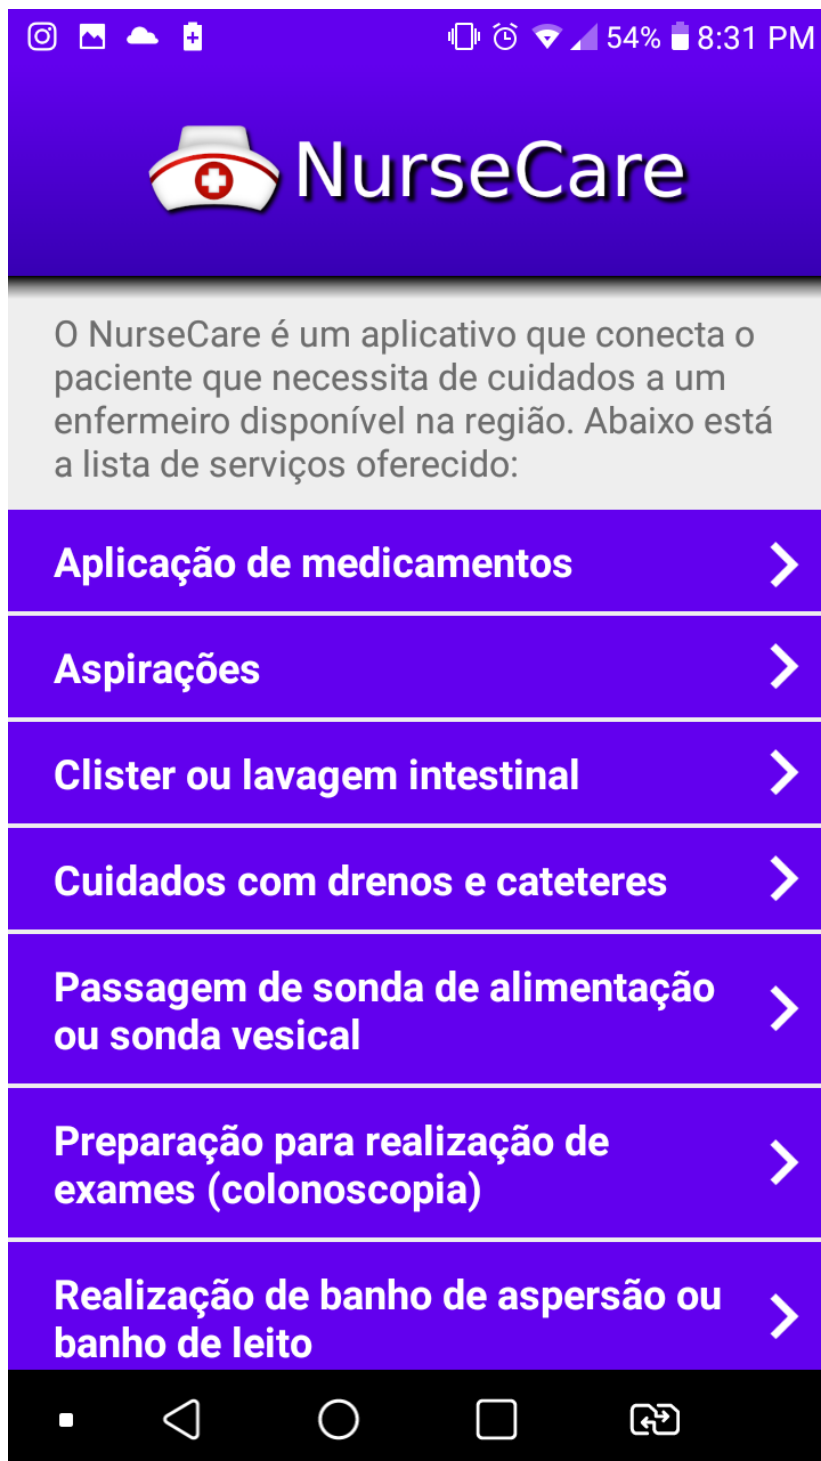 54% 8:31 PM
NurseCare
O NurseCare é um aplicativo que conecta o
paciente que necessita de cuidados a um
enfermeiro disponível na região. Abaixo está
a lista de serviços oferecido:
Aplicação de medicamentos
Aspirações
Clister ou lavagem intestinal
Cuidados com drenos e cateteres
Passagem de sonda de alimentação
ou sonda vesical
Preparação para realização de
exames (colonoscopia)
Realização de banho de aspersão ou
banho de leito